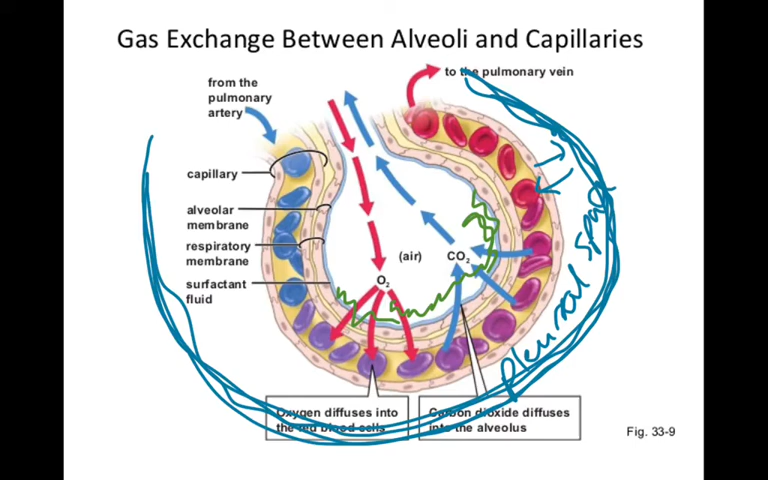 Gas Exchange Between Alveoli and Capillaries
from the
pulmonary
artery
to the pulmonary vein
capillary
alveolar
membrane
respiratory
membrane
surfactant
fluid
(air)
CO₂
O₂
pleural space
Oxygen diffuses into
the red blood cells
Carbon dioxide diffuses
into the alveolus
Fig. 33-9